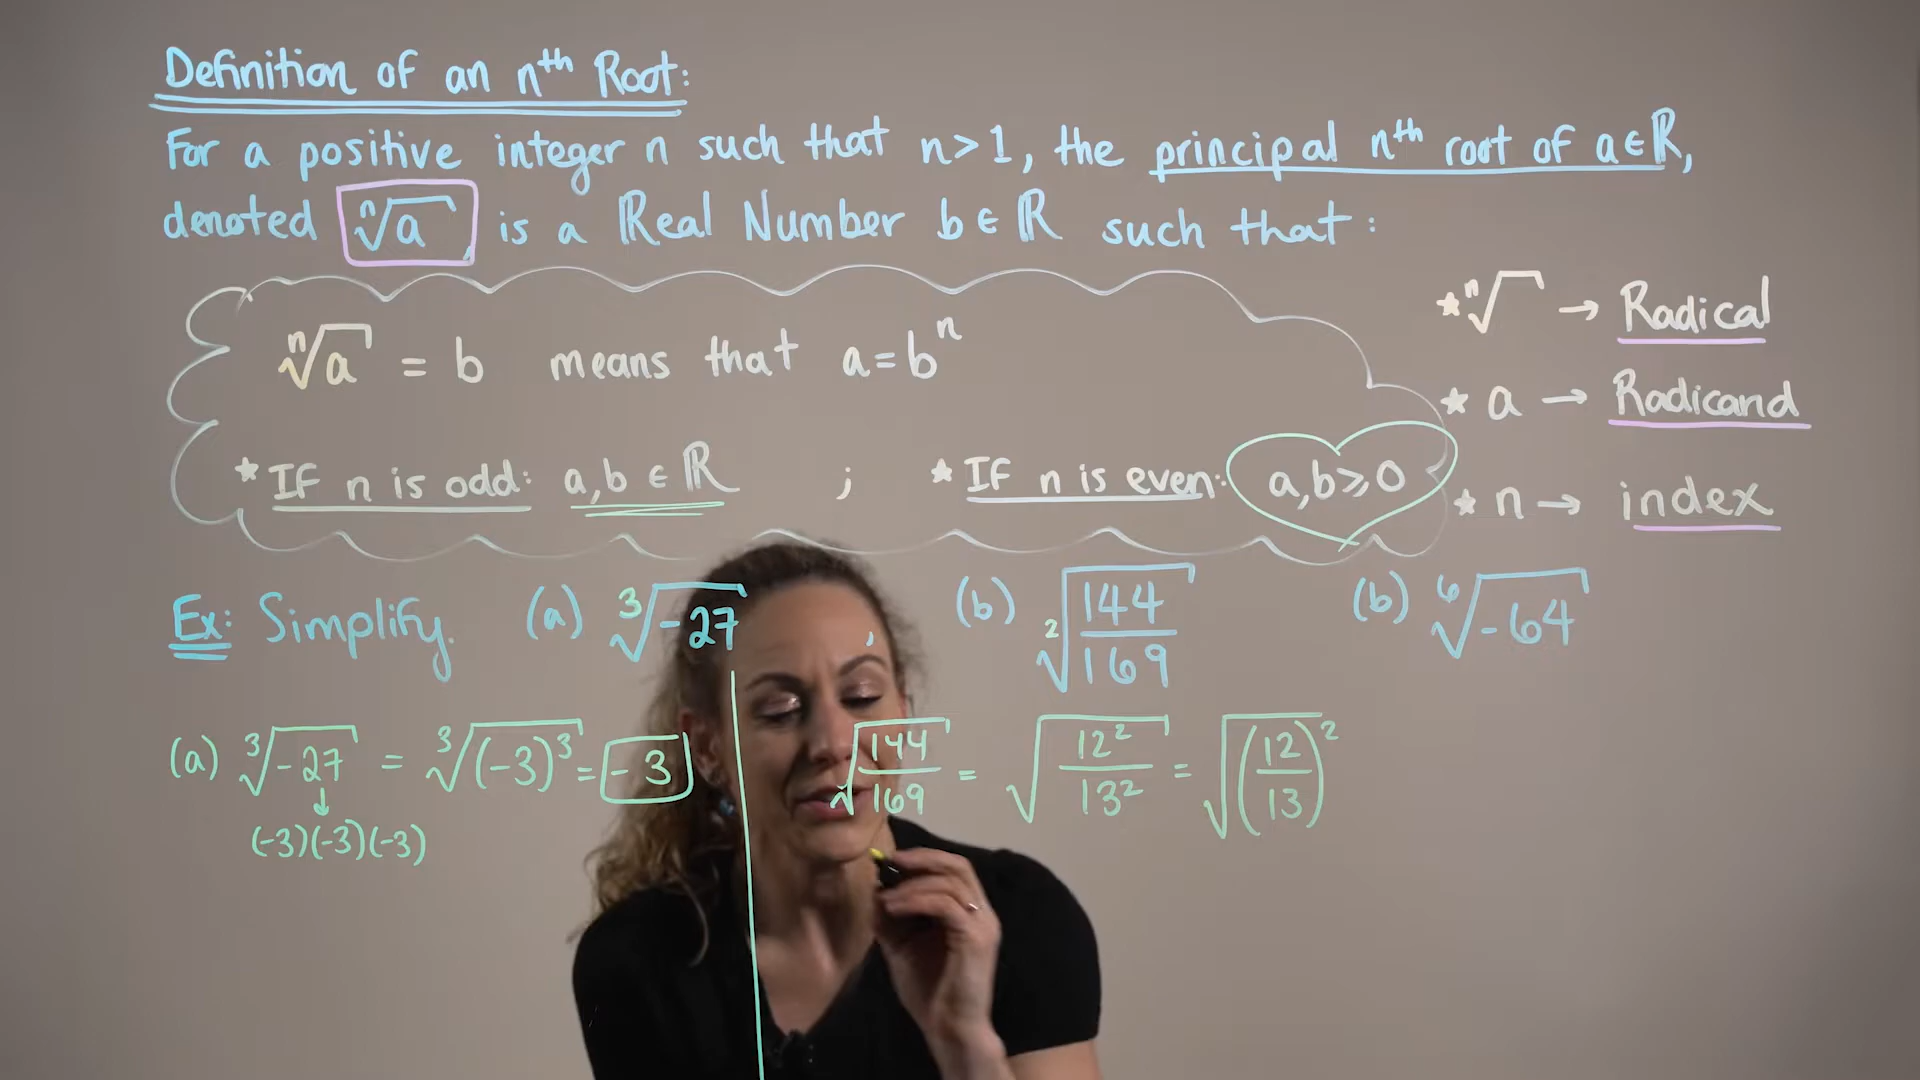 Definition of an nᵗʰ Root:
For a positive integer n such that n>1, the principal nᵗʰ root of a∈ℝ,
denoted ⁿ√a is a Real Number b∈ℝ such that:
ⁿ√a = b means that a=bⁿ
* If n is odd: a,b ∈ ℝ ; * If n is even: a,b⩾0
*ⁿ√ → Radical
* a → Radicand
* n → index
Ex: Simplify. (a) ³√-27 , (b) ²√144/169 (b) ⁶√-64
(a) ³√-27 = ³√(-3)³ = -3
↓
(-3)(-3)(-3)
√144/169 = √12²/13² = √(12/13)²